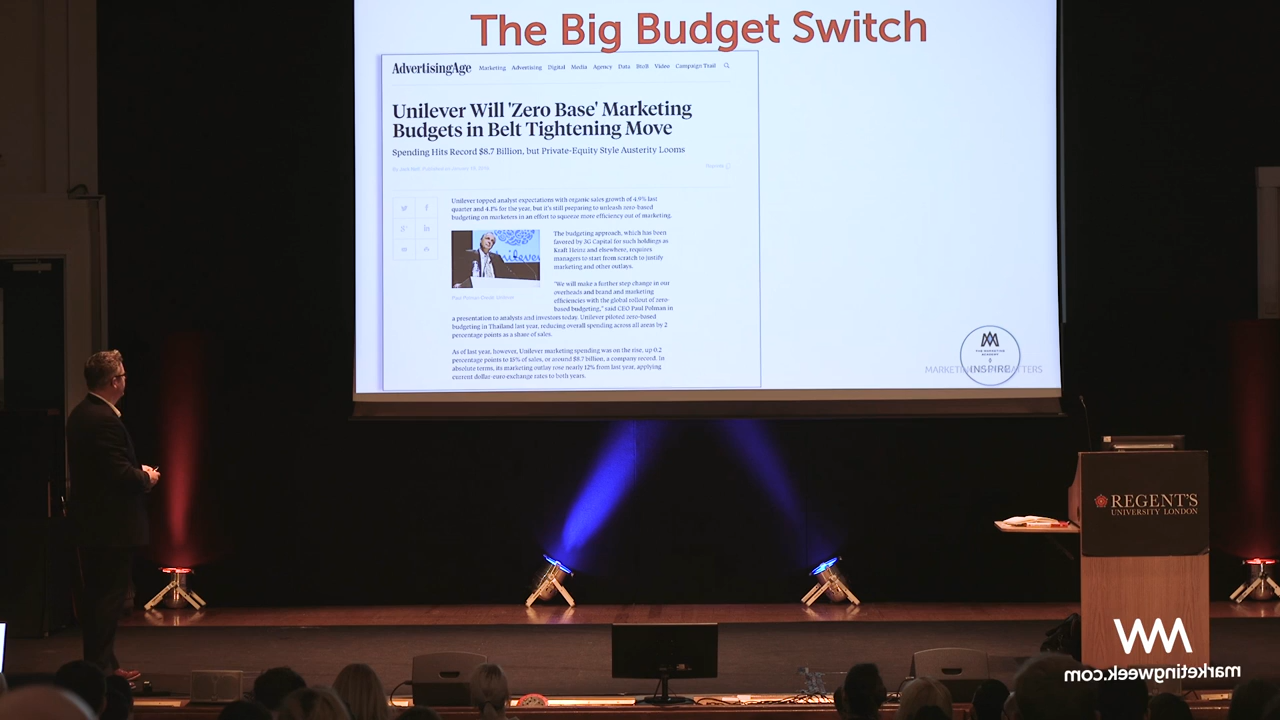 The Big Budget Switch
AdvertisingAge Marketing Advertising Digital Media Agency Data BtoB Video Campaign Trail
Unilever Will 'Zero Base' Marketing
Budgets in Belt Tightening Move
Spending Hits Record $8.7 Billion, but Private-Equity Style Austerity Looms
Unilever topped analyst expectations with organic sales growth of 4.9% last
quarter and 4.1% for the year, but it's still preparing to unleash zero-based
budgeting on marketers in an effort to squeeze more efficiency out of marketing.
The budgeting approach, which has been
favored by 3G Capital for such holdings as
Kraft Heinz and elsewhere, requires
managers to start from scratch to justify
marketing and other outlays.
"We will make a further step change in our
overheads and brand and marketing
efficiencies with the global rollout of zero-
based budgeting," said CEO Paul Polman in
a presentation to analysts and investors today. Unilever piloted zero-based
budgeting in Thailand last year, reducing overall spending across all areas by 2
percentage points as a share of sales.
As of last year, however, Unilever marketing spending was on the rise, up 0.2
percentage points to 15% of sales, or around $8.7 billion, a company record. In
absolute terms, its marketing outlay rose nearly 12% from last year, applying
current dollar-euro exchange rates to both years.
THE MARKETING
ACADEMY
INSPIRE
REGENT'S
UNIVERSITY LONDON
MW
marketingweek.com